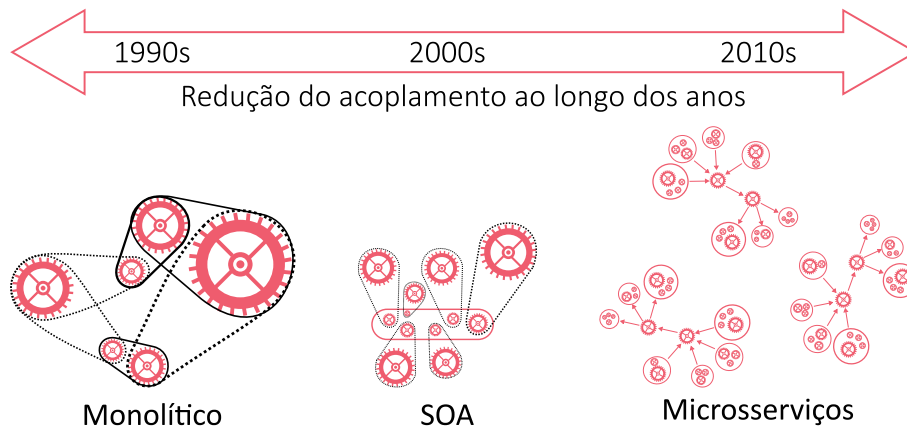 1990s 2000s 2010s
Redução do acoplamento ao longo dos anos
Monolítico SOA Microsserviços